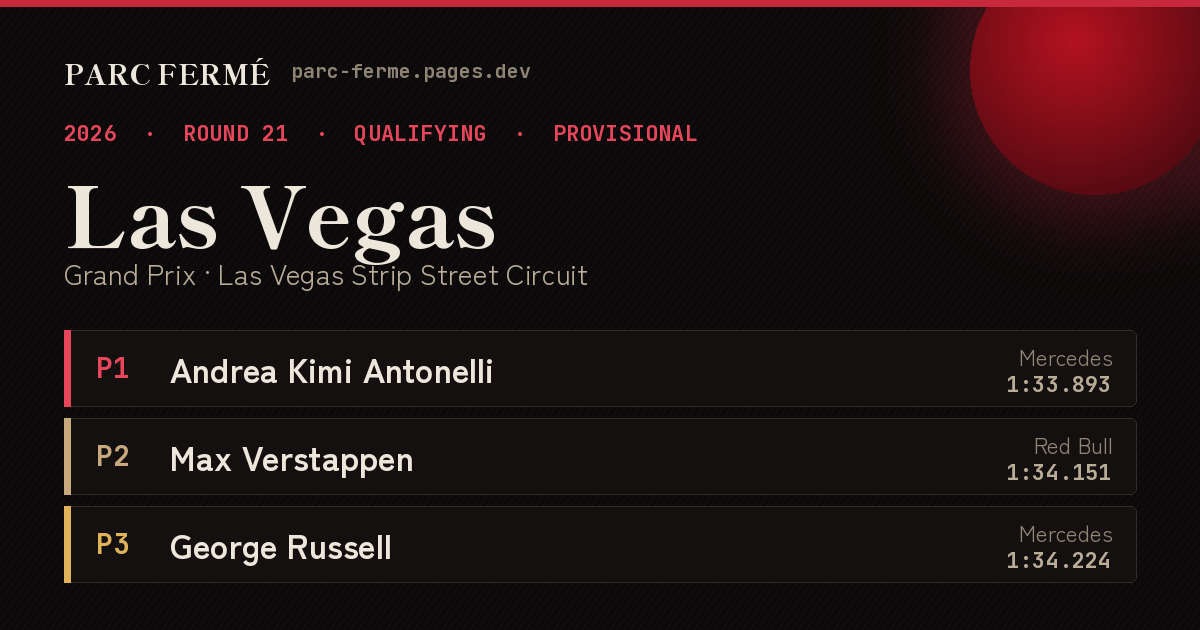 PARC FERMÉ parc-ferme.pages.dev
2026 · ROUND 21 · QUALIFYING · PROVISIONAL
Las Vegas
Grand Prix · Las Vegas Strip Street Circuit
P1 Andrea Kimi Antonelli Mercedes
1:33.893
P2 Max Verstappen Red Bull
1:34.151
P3 George Russell Mercedes
1:34.224